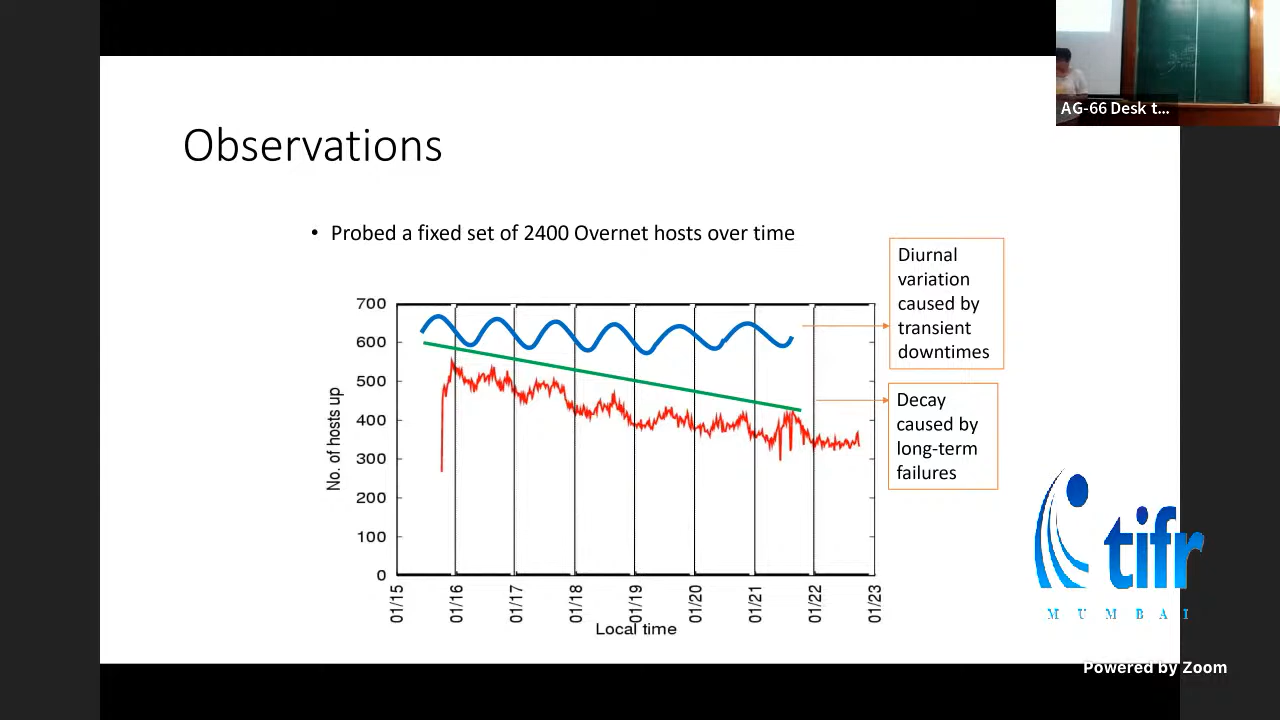 AG-66 Desk t...
Observations
• Probed a fixed set of 2400 Overnet hosts over time
Diurnal
variation
caused by
transient
downtimes
Decay
caused by
long-term
failures
700
600
500
400
300
200
100
0
No. of hosts up
01/15
01/16
01/17
01/18
01/19
01/20
01/21
01/22
01/23
Local time
tifr
MUMBAI
Powered by Zoom